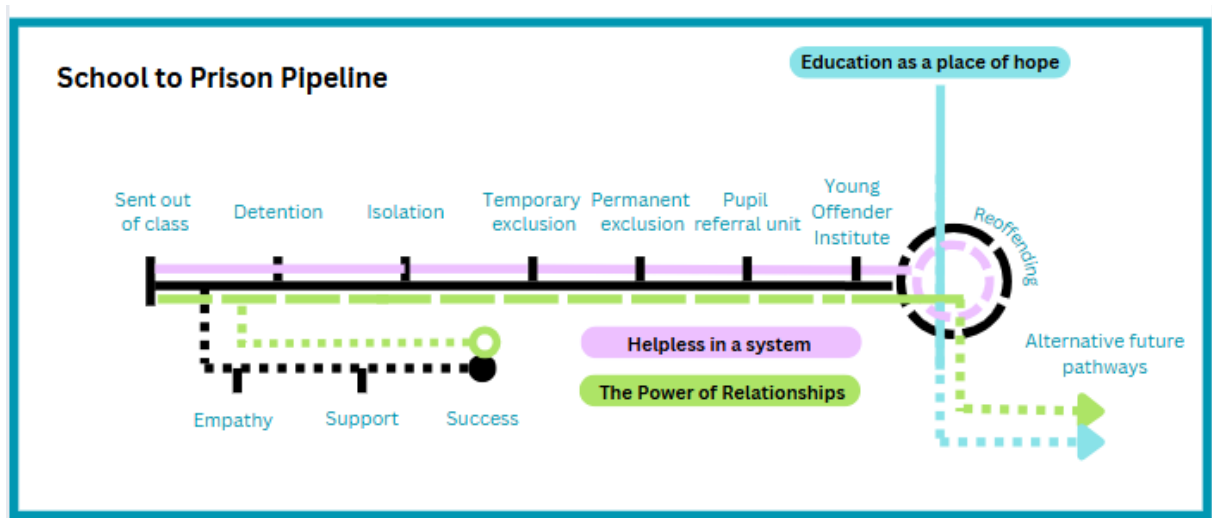 School to Prison Pipeline
Education as a place of hope
Sent out
of class
Detention
Isolation
Temporary
exclusion
Permanent
exclusion
Pupil
referral unit
Young
Offender
Institute
Reoffending
Helpless in a system
The Power of Relationships
Empathy
Support
Success
Alternative future
pathways